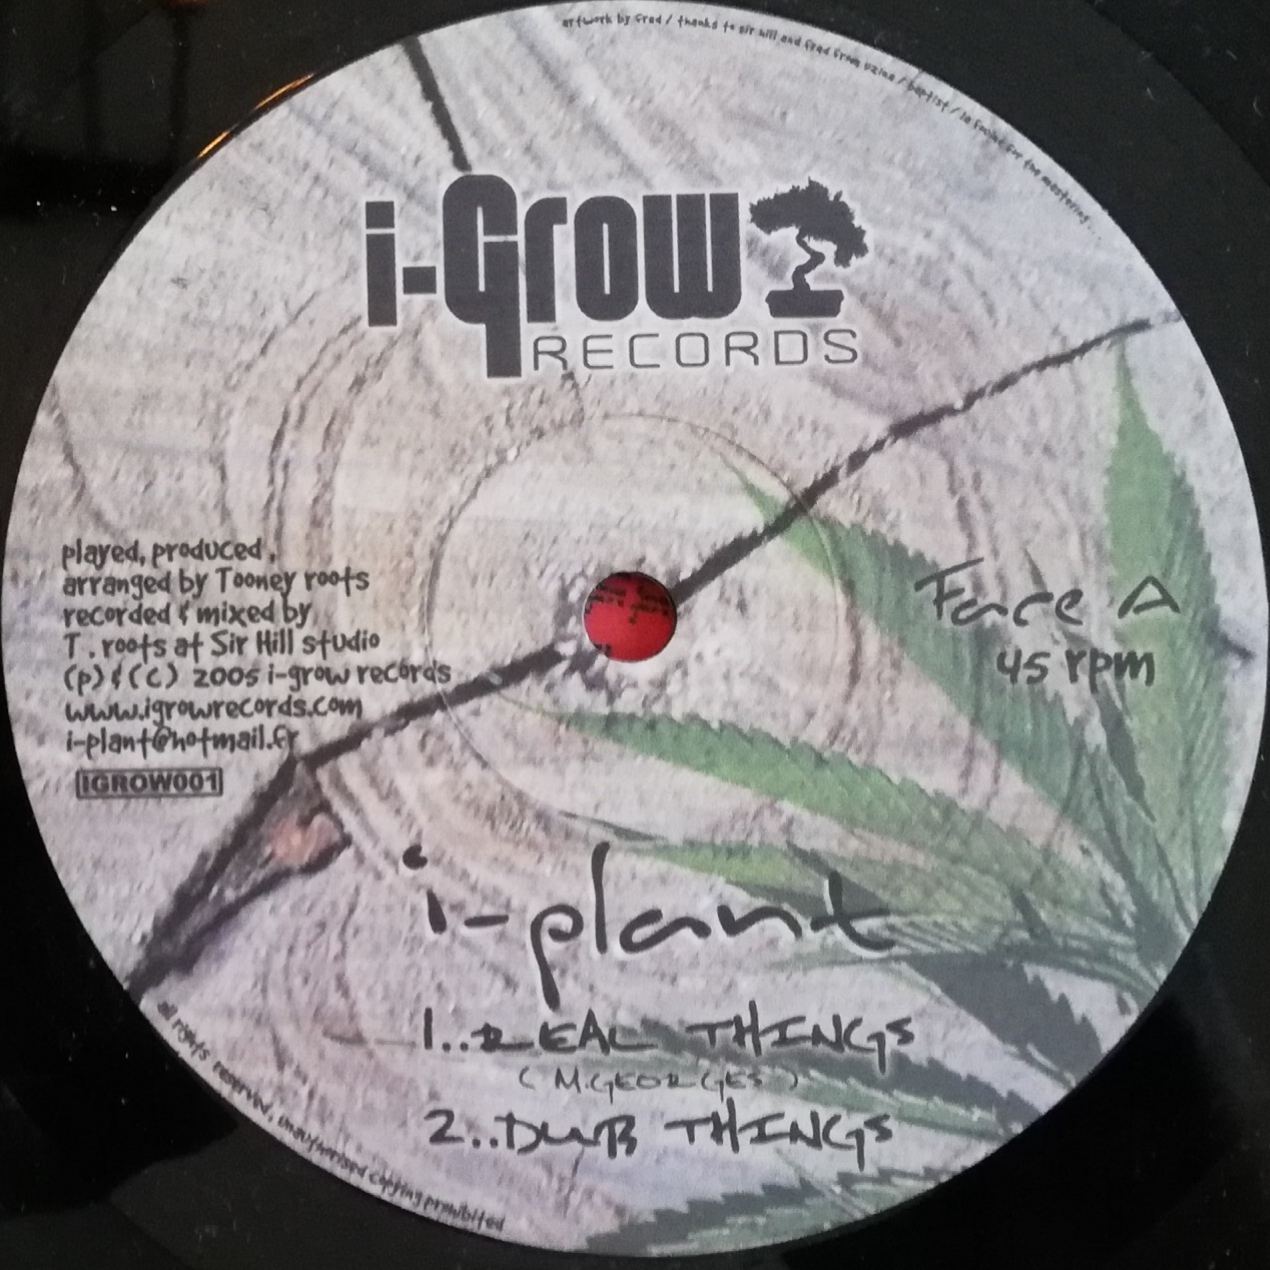 artwork by Fred / thanks to sir hill and fred from uzina / baptist / la foche for the mastering....
i-Grow
RECORDS
played, produced,
arranged by Tooney roots
recorded & mixed by
T. roots at Sir Hill studio
(p) & (c) 2005 i-grow records
www.igrowrecords.com
i-plant@hotmail.fr
IGROW001
Face A
45 rpm
i-plant
1..REAL THINGS
(M.GEORGES)
2..DUB THINGS
all rights reserved. unauthorised copying prohibited